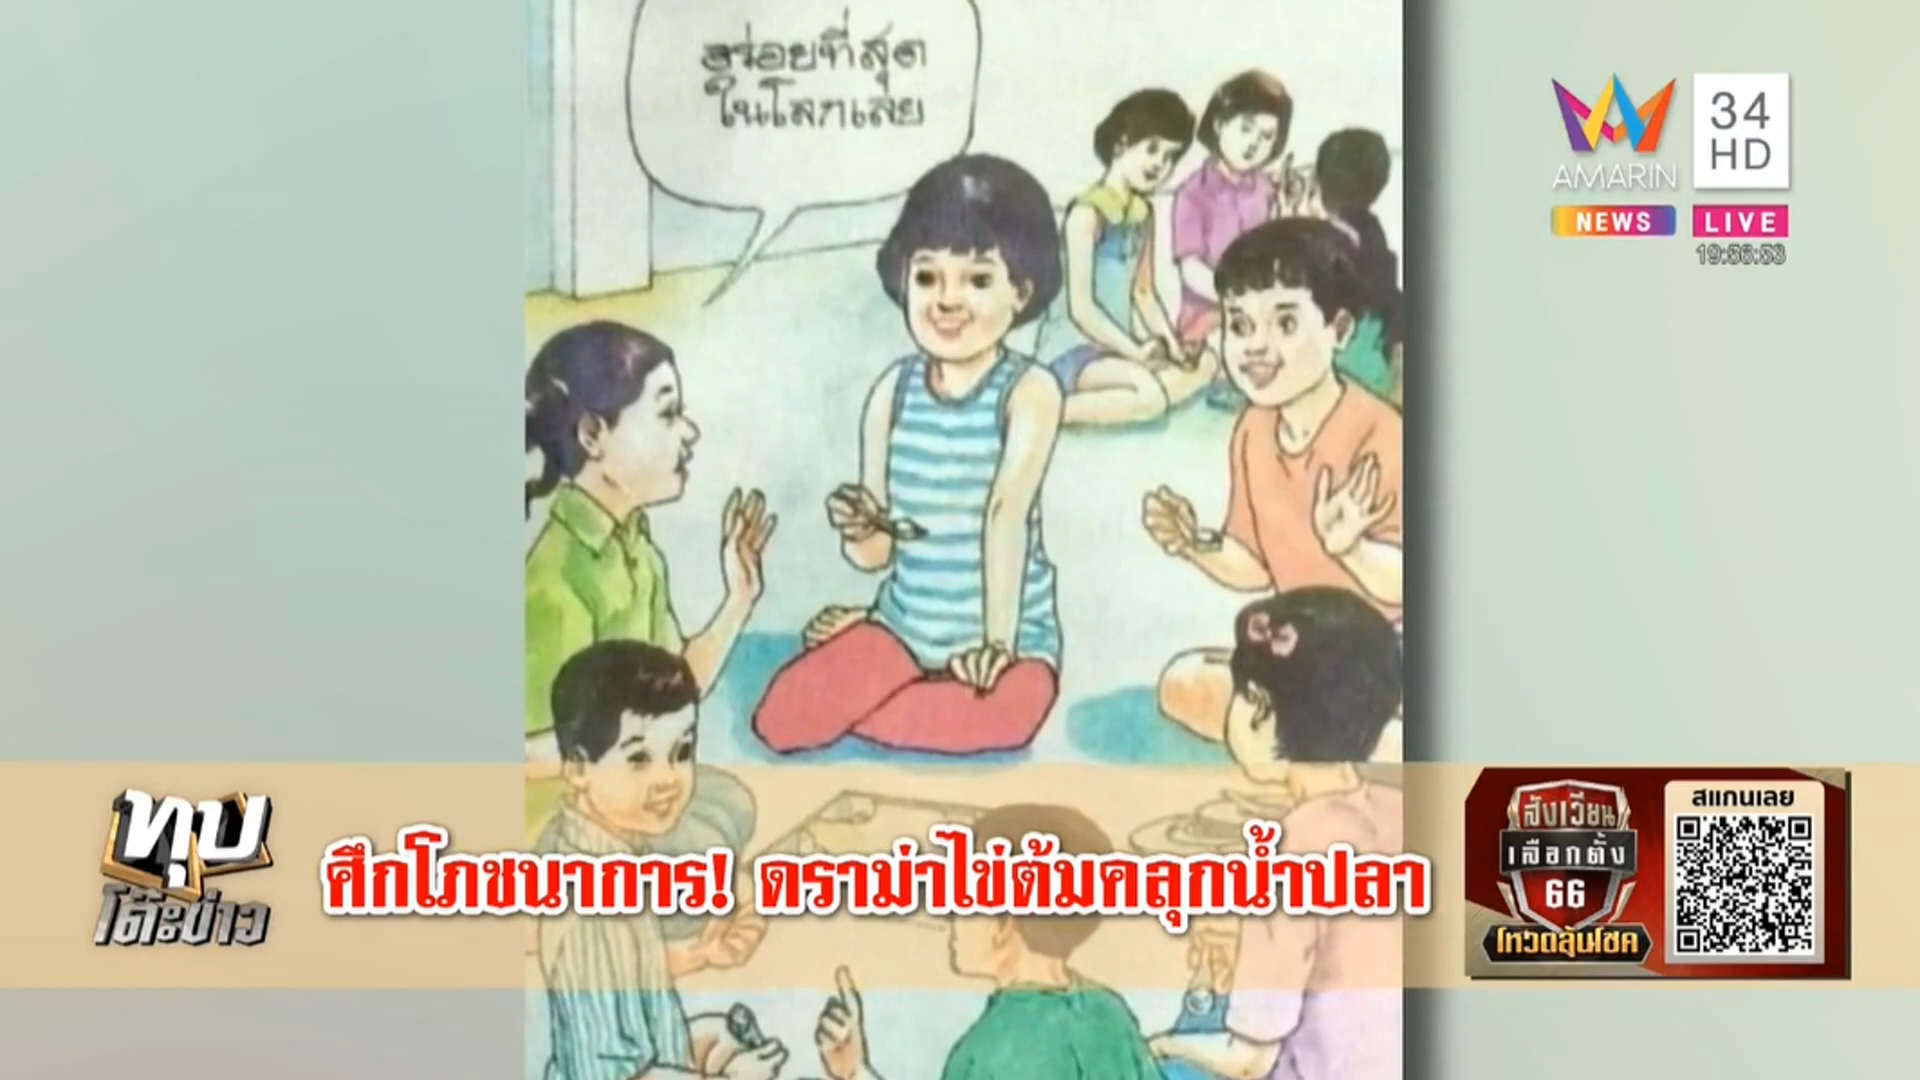 อร่อยที่สุด
ในโลกเลย
AMARIN
NEWS
34
HD
LIVE
19:56:53
ทุบ
โต๊ะข่าว
ศึกโภชนาการ! ดราม่าไข่ต้มคลุกน้ำปลา
สังเวียน
เลือกตั้ง
66
โหวตลุ้นโชค
สแกนเลย